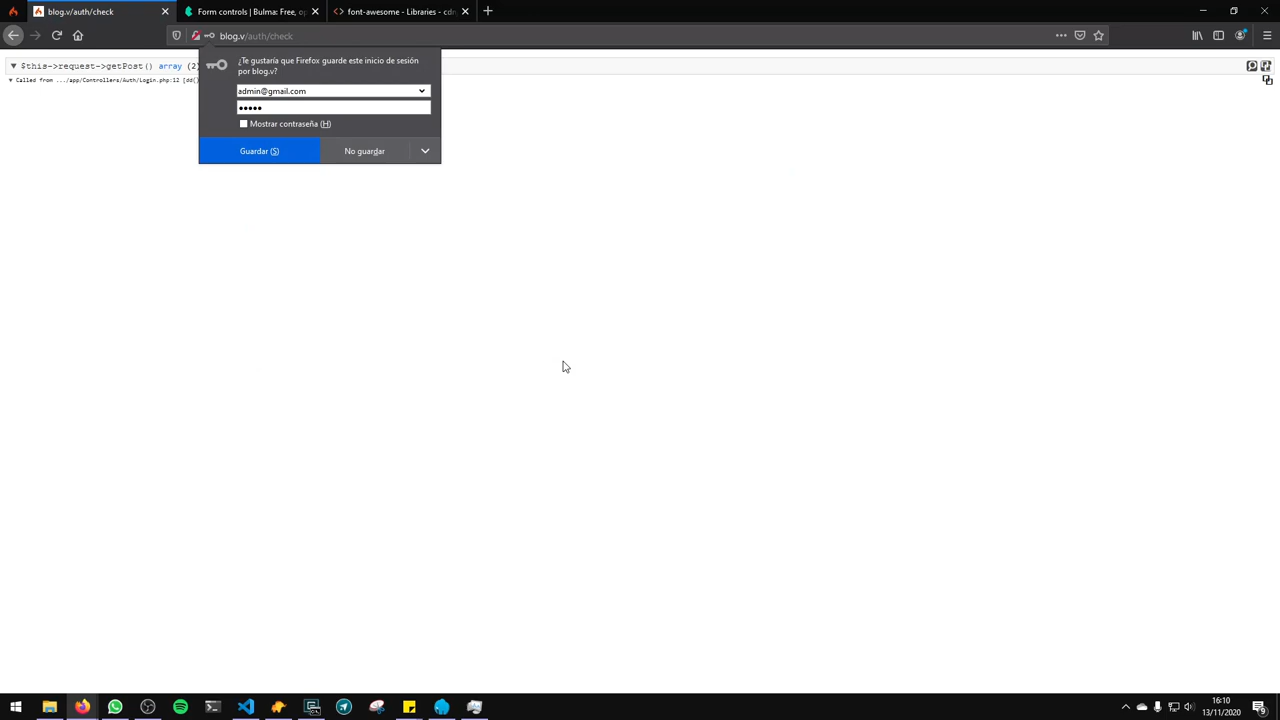 blog.v/auth/check
Form controls | Bulma: Free, op
font-awesome - Libraries - cdn
blog.v/auth/check
¿Te gustaría que Firefox guarde este inicio de sesión
por blog.v?
$this->request->getPost() array (2)
Called from .../app/Controllers/Auth/Login.php:12 [dd()]
admin@gmail.com
Mostrar contraseña (H)
Guardar (S)
No guardar
16:10
13/11/2020